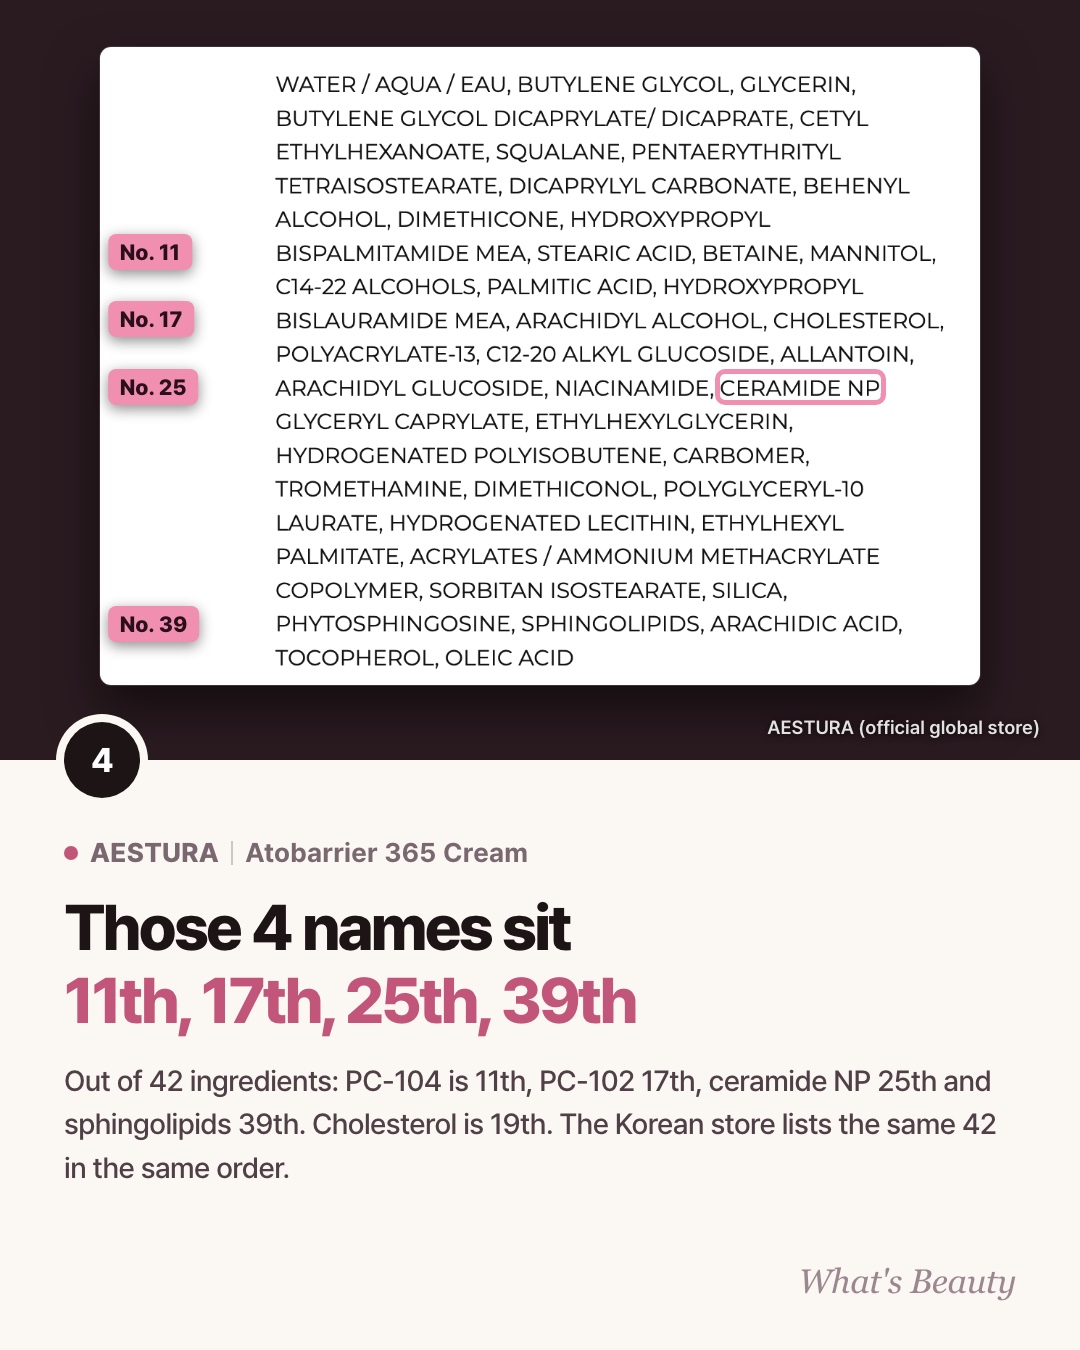 WATER / AQUA / EAU, BUTYLENE GLYCOL, GLYCERIN,
BUTYLENE GLYCOL DICAPRYLATE/ DICAPRATE, CETYL
ETHYLHEXANOATE, SQUALANE, PENTAERYTHRITYL
TETRAISOSTEARATE, DICAPRYLYL CARBONATE, BEHENYL
ALCOHOL, DIMETHICONE, HYDROXYPROPYL
No. 11
BISPALMITAMIDE MEA, STEARIC ACID, BETAINE, MANNITOL,
C14-22 ALCOHOLS, PALMITIC ACID, HYDROXYPROPYL
No. 17
BISLAURAMIDE MEA, ARACHIDYL ALCOHOL, CHOLESTEROL,
POLYACRYLATE-13, C12-20 ALKYL GLUCOSIDE, ALLANTOIN,
No. 25
ARACHIDYL GLUCOSIDE, NIACINAMIDE, CERAMIDE NP
GLYCERYL CAPRYLATE, ETHYLHEXYLGLYCERIN,
HYDROGENATED POLYISOBUTENE, CARBOMER,
TROMETHAMINE, DIMETHICONOL, POLYGLYCERYL-10
LAURATE, HYDROGENATED LECITHIN, ETHYLHEXYL
PALMITATE, ACRYLATES / AMMONIUM METHACRYLATE
COPOLYMER, SORBITAN ISOSTEARATE, SILICA,
No. 39
PHYTOSPHINGOSINE, SPHINGOLIPIDS, ARACHIDIC ACID,
TOCOPHEROL, OLEIC ACID
AESTURA (official global store)
4
AESTURA | Atobarrier 365 Cream
Those 4 names sit
11th, 17th, 25th, 39th
Out of 42 ingredients: PC-104 is 11th, PC-102 17th, ceramide NP 25th and
sphingolipids 39th. Cholesterol is 19th. The Korean store lists the same 42
in the same order.
What's Beauty